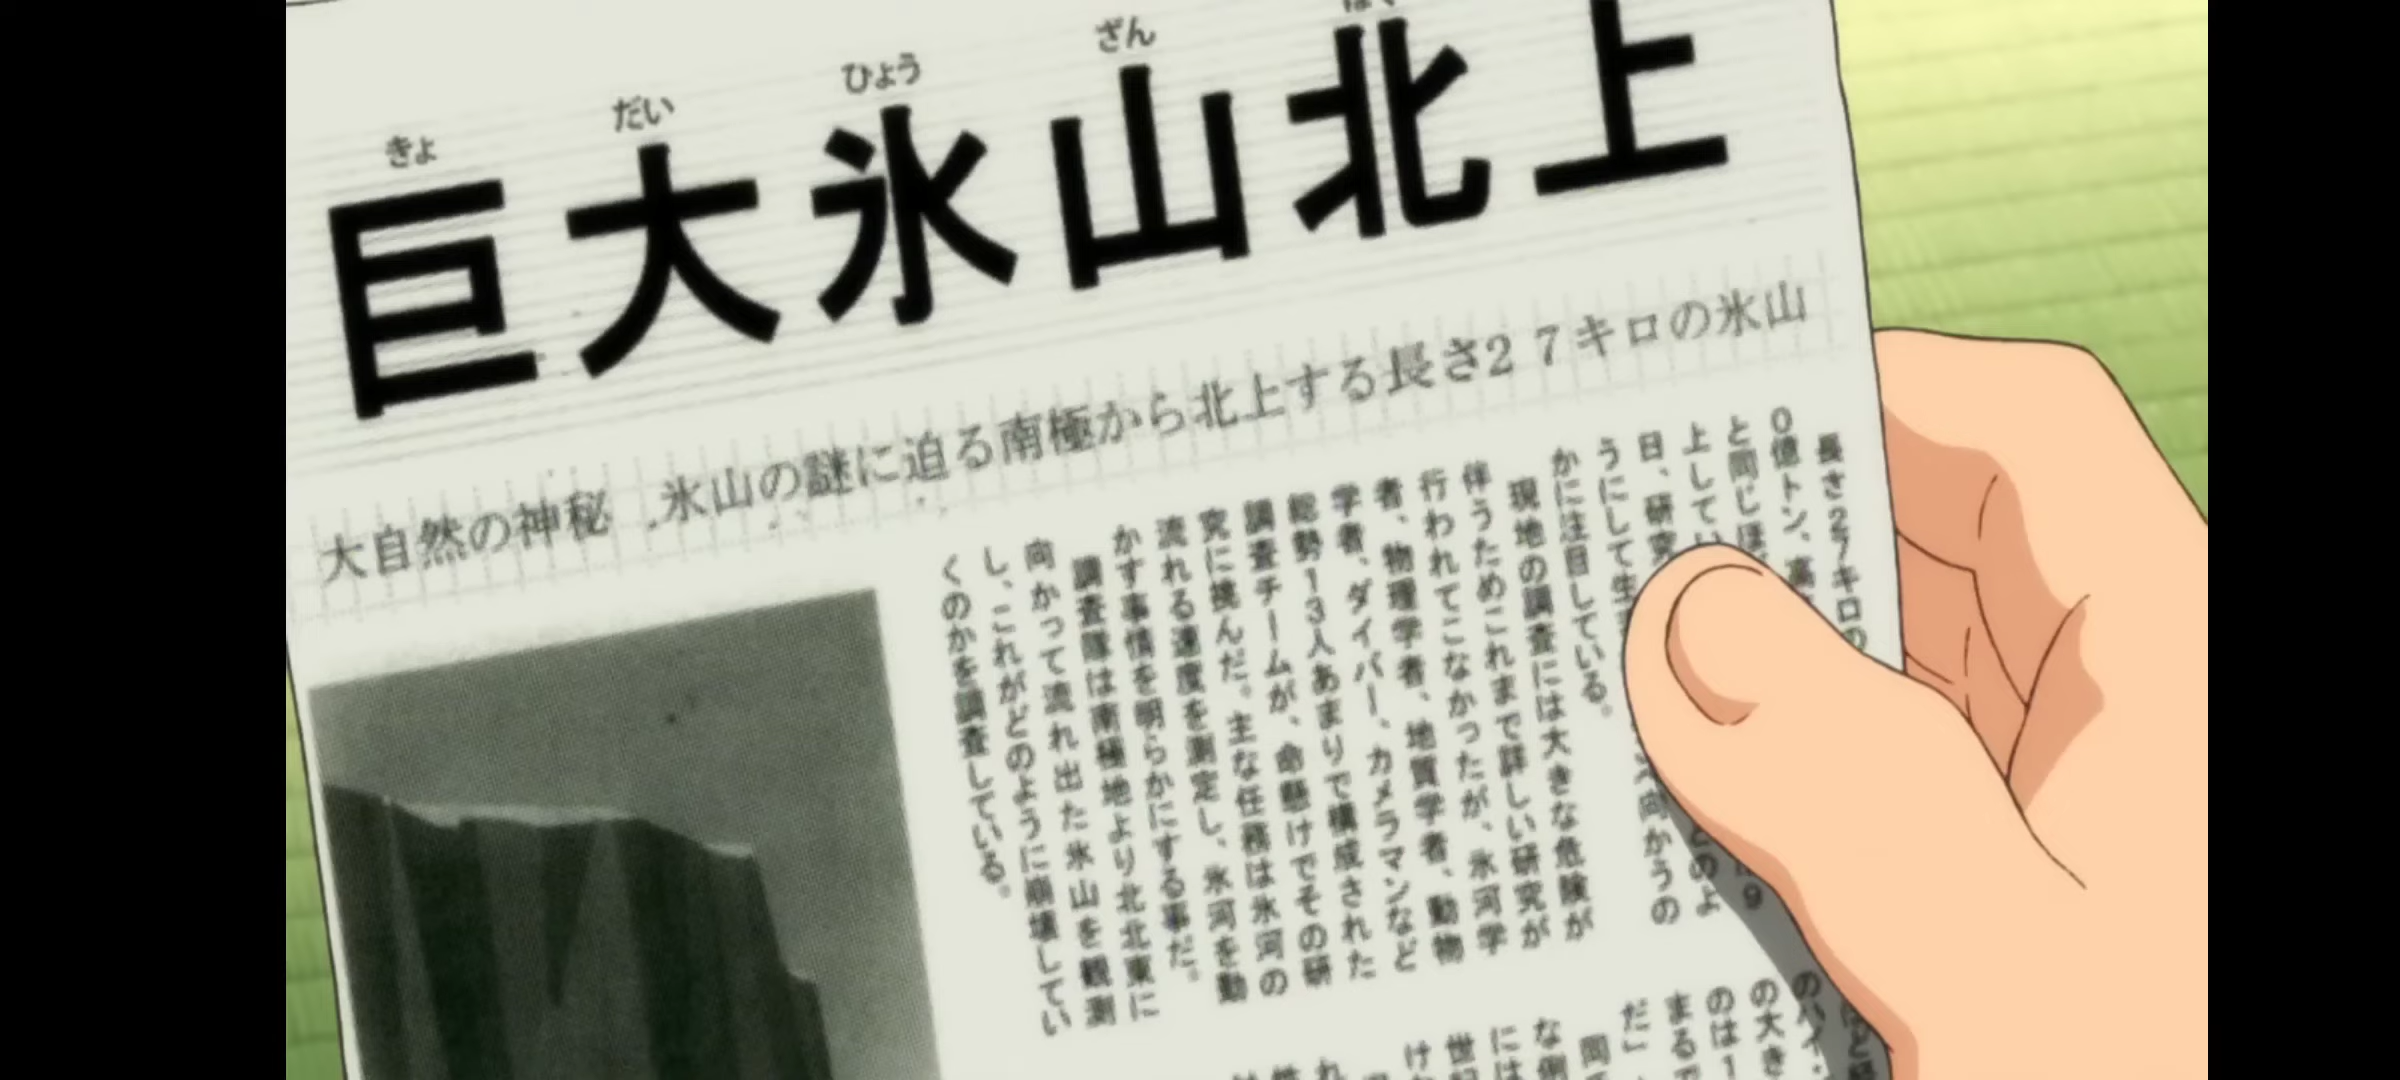 きょ だい ひょう ざん
巨大氷山北上
大自然の神秘 氷山の謎に迫る南極から北上する長さ27キロの氷山
長さ27キロの
0億トン、高
と同じほ
上してい
日、研究
うにして生
かに注目している。
現地の調査には大きな危険が
伴うためこれまで詳しい研究が
行われてこなかったが、氷河学
者、物理学者、地質学者、動物
学者、ダイバー、カメラマンなど
総勢13人あまりで構成された
調査チームが、命懸けでその研
究に挑んだ。主な任務は氷河の
流れる速度を測定し、氷河を動
かす事情を明らかにする事だ。
調査隊は南極地より北北東に
向かって流れ出た氷山を観測
し、これがどのように崩壊してい
くのかを調査している。